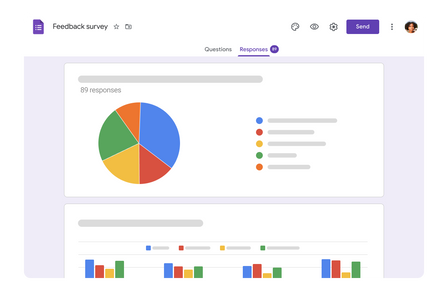 Feedback survey
Send
Questions Responses 89
89 responses